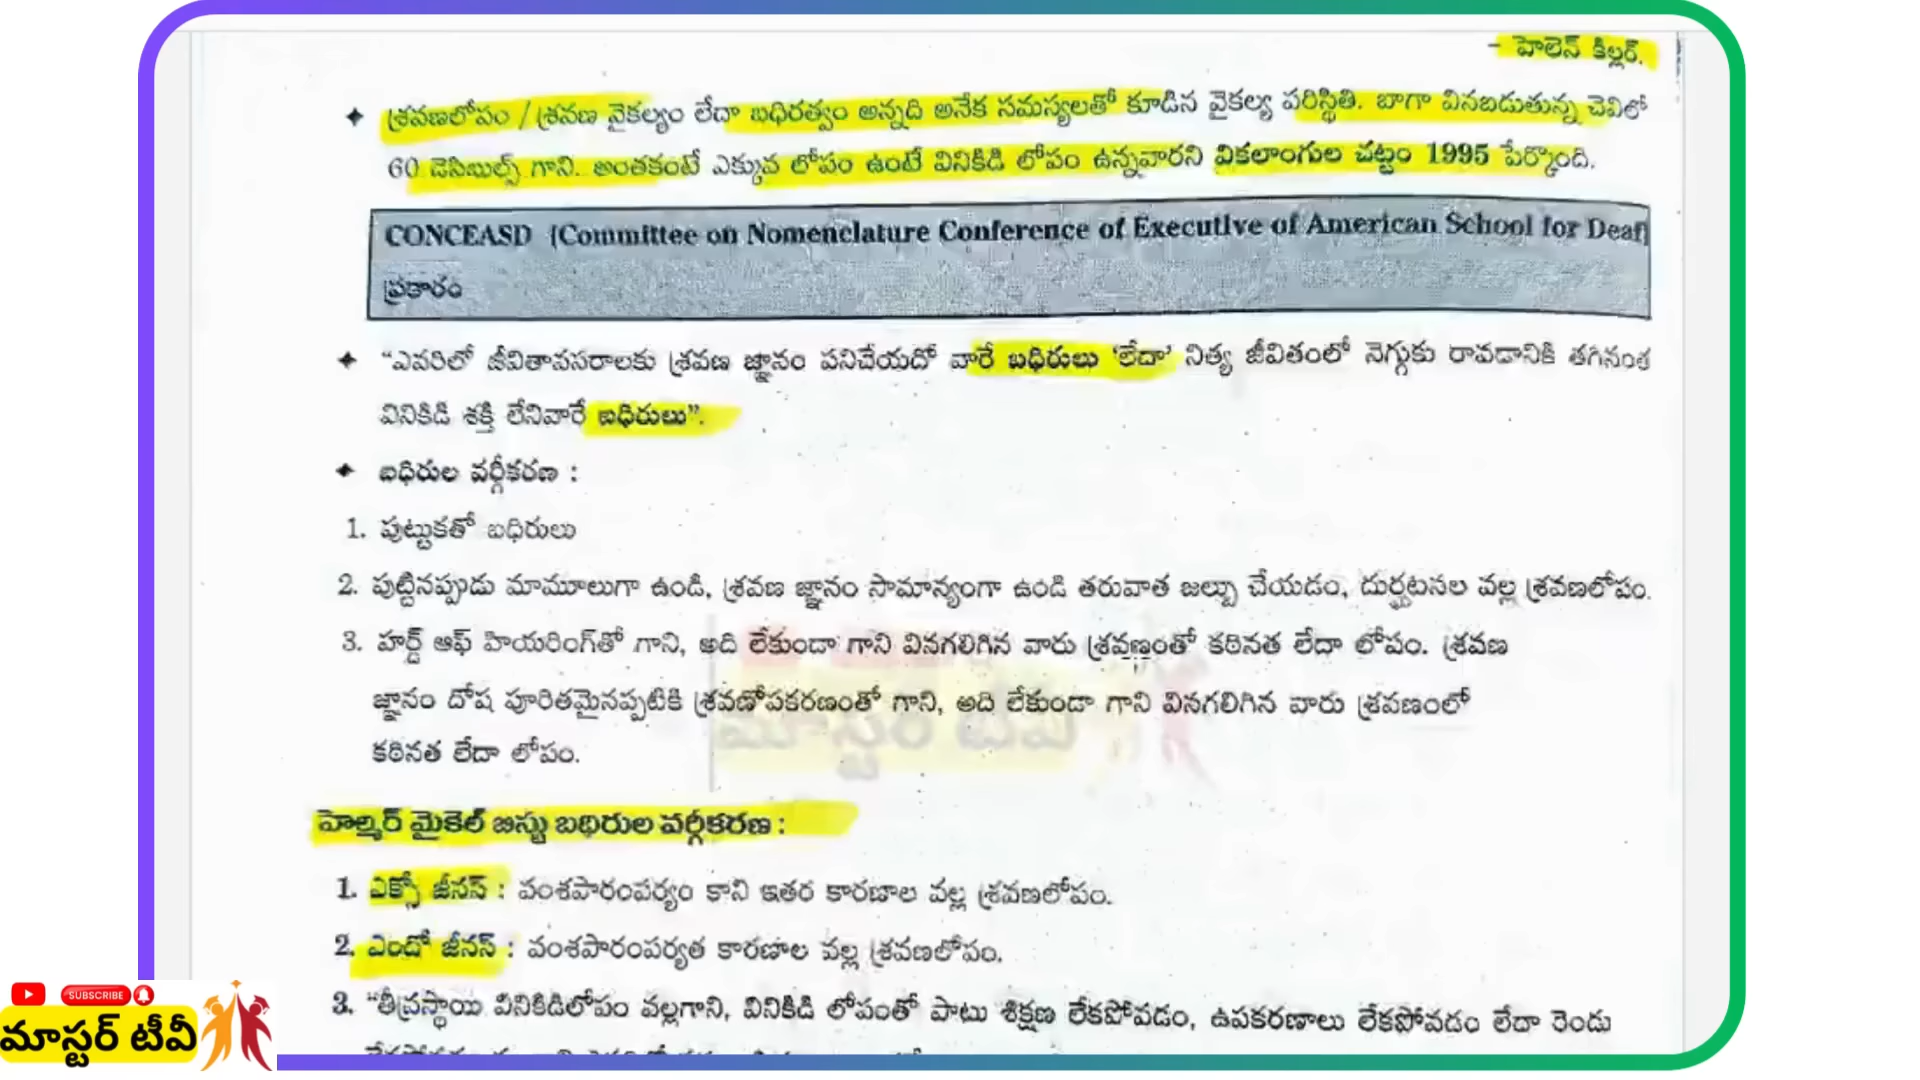 – హెలెన్ కిల్లర్.
✦ శ్రవణలోపం / శ్రవణ వైకల్యం లేదా బధిరత్వం అన్నది అనేక సమస్యలతో కూడిన వైకల్య పరిస్థితి. బాగా వినబడుతున్న చెవిలో
60 డెసిబుల్స్ గాని. అంతకంటే ఎక్కువ లోపం ఉంటే వినికిడి లోపం ఉన్నవారని వికలాంగుల చట్టం 1995 పేర్కొంది.
CONCEASD (Committee on Nomenclature Conference of Executive of American School for Deaf)
ప్రకారం
✦ “ఎవరిలో జీవితావసరాలకు శ్రవణ జ్ఞానం పనిచేయదో వారే బధిరులు ‘లేదా’ నిత్య జీవితంలో నెగ్గుకు రావడానికి తగినంత
వినికిడి శక్తి లేనివారే బధిరులు”.
✦ బధిరుల వర్గీకరణ :
1. పుట్టుకతో బధిరులు
2. పుట్టినప్పుడు మామూలుగా ఉండి, శ్రవణ జ్ఞానం సామాన్యంగా ఉండి తరువాత జబ్బు చేయడం, దుర్ఘటనల వల్ల శ్రవణలోపం.
3. హర్డ్ ఆఫ్ హియరింగ్‌తో గాని, అది లేకుండా గాని వినగలిగిన వారు శ్రవణంతో కఠినత లేదా లోపం. శ్రవణ
జ్ఞానం దోష పూరితమైనప్పటికి శ్రవణోపకరణంతో గాని, అది లేకుండా గాని వినగలిగిన వారు శ్రవణంలో
కఠినత లేదా లోపం.
మాస్టర్ టీవీ
హెల్మర్ మైకెల్ బస్టు బధిరుల వర్గీకరణ :
1. ఎక్సో జీనస్ : వంశపారంపర్యం కాని ఇతర కారణాల వల్ల శ్రవణలోపం.
2. ఎండో జీనస్ : వంశపారంపర్యత కారణాల వల్ల శ్రవణలోపం.
3. “తీవ్రస్థాయి వినికిడిలోపం వల్లగాని, వినికిడి లోపంతో పాటు శిక్షణ లేకపోవడం, ఉపకరణాలు లేకపోవడం లేదా రెండు
SUBSCRIBE
మాస్టర్ టీవీ